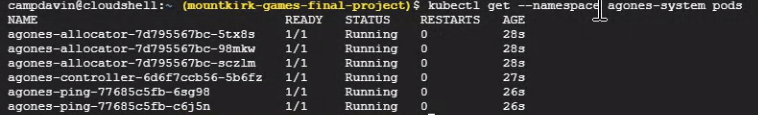 campdavin@cloudshell:~ (mountkirk-games-final-project)$ kubectl get --namespace agones-system pods
NAME READY STATUS RESTARTS AGE
agones-allocator-7d795567bc-5tx8s 1/1 Running 0 28s
agones-allocator-7d795567bc-98mkw 1/1 Running 0 28s
agones-allocator-7d795567bc-sczlm 1/1 Running 0 28s
agones-controller-6d6f7ccb56-5b6fz 1/1 Running 0 27s
agones-ping-77685c5fb-6sg98 1/1 Running 0 26s
agones-ping-77685c5fb-c6j5n 1/1 Running 0 26s